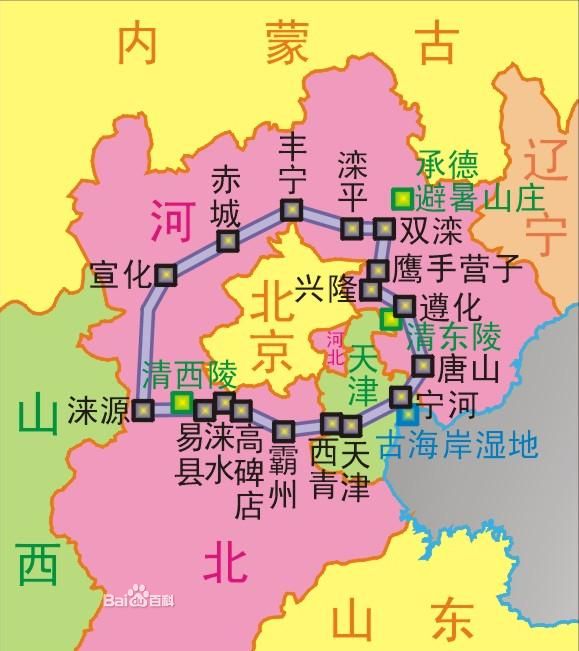 内 蒙 古
辽宁
承德
避暑山庄
丰宁
滦平
赤城
河
双滦
宣化
鹰手营子
兴隆
遵化
北京
河北
清东陵
天津
唐山
清西陵
宁河
涞源
山
古海岸湿地
易县
涞水
高碑店
霸州
西青
天津
西
北
Bai百科
山 东